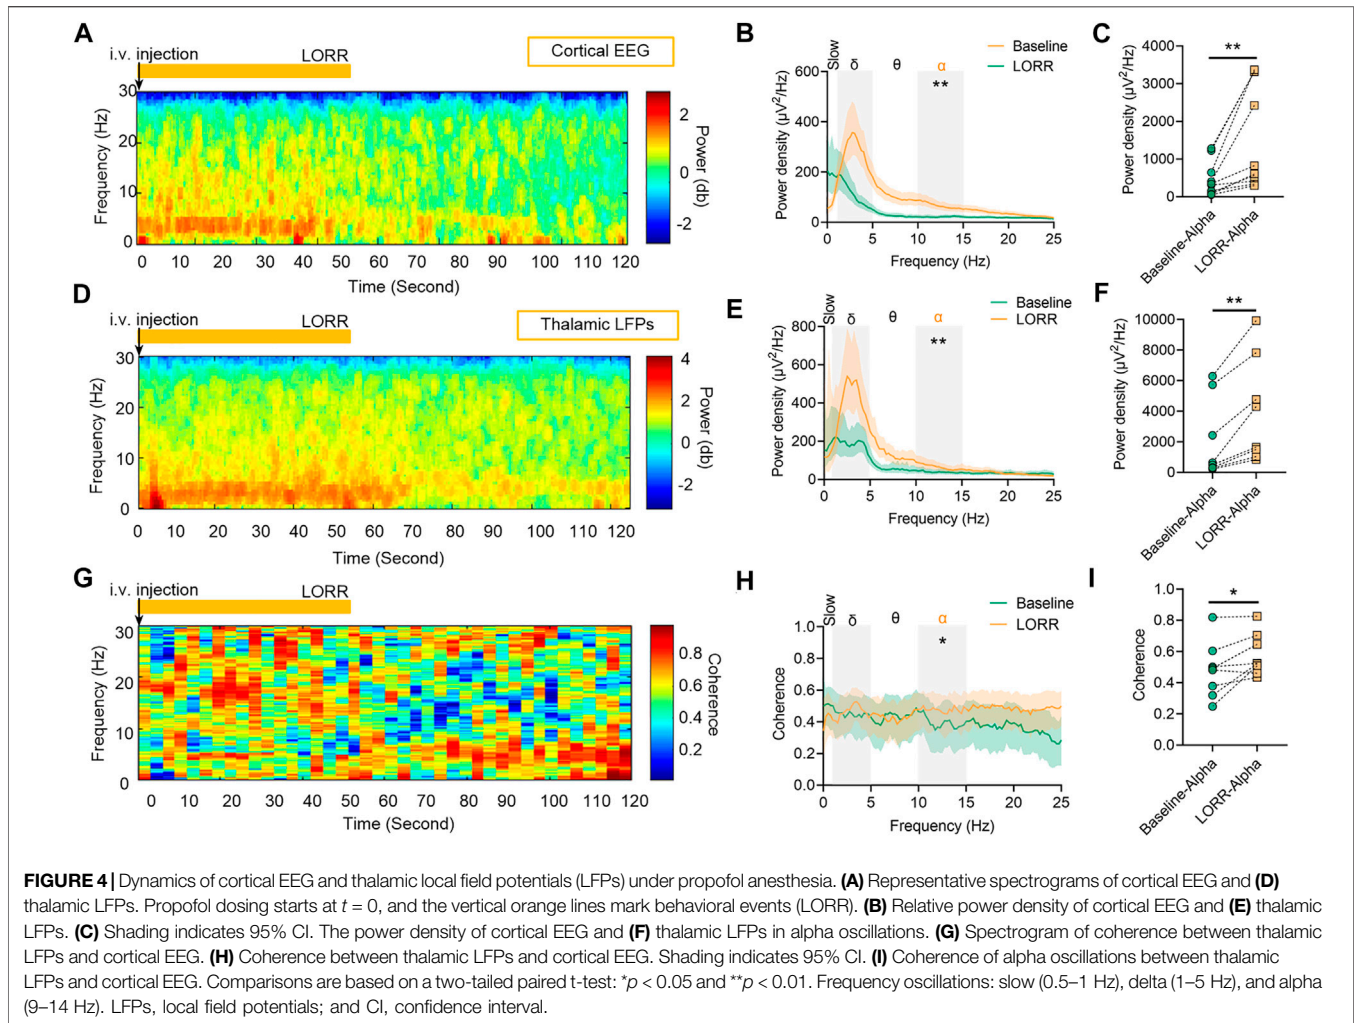 A
i.v. injection
LORR
Cortical EEG
Frequency (Hz)
30
20
10
0
0 10 20 30 40 50 60 70 80 90 100 110 120
Time (Second)
2
0
-2
Power (db)
B
Baseline
LORR
Slow δ θ α
**
Power density (µV²/Hz)
600
400
200
0
0 5 10 15 20 25
Frequency (Hz)
C
**
Power density (µV²/Hz)
4000
3000
2000
1000
0
Baseline-Alpha
LORR-Alpha
D
i.v. injection
LORR
Thalamic LFPs
Frequency (Hz)
30
20
10
0
0 10 20 30 40 50 60 70 80 90 100 110 120
Time (Second)
4
2
0
-2
Power (db)
E
Baseline
LORR
Slow δ θ α
**
Power density (µV²/Hz)
800
600
400
200
0
0 5 10 15 20 25
Frequency (Hz)
F
**
Power density (µV²/Hz)
10000
8000
6000
4000
2000
0
Baseline-Alpha
LORR-Alpha
G
i.v. injection
LORR
Frequency (Hz)
30
20
10
0
0 10 20 30 40 50 60 70 80 90 100 120
Time (Second)
0.8
0.6
0.4
0.2
Coherence
H
Baseline
LORR
Slow δ θ α
*
Coherence
1.0
0.8
0.6
0.4
0.2
0.0
0 5 10 15 20 25
Frequency (Hz)
I
*
Coherence
1.0
0.8
0.6
0.4
0.2
0.0
Baseline-Alpha
LORR-Alpha
FIGURE 4 | Dynamics of cortical EEG and thalamic local field potentials (LFPs) under propofol anesthesia. (A) Representative spectrograms of cortical EEG and (D)
thalamic LFPs. Propofol dosing starts at t = 0, and the vertical orange lines mark behavioral events (LORR). (B) Relative power density of cortical EEG and (E) thalamic
LFPs. (C) Shading indicates 95% CI. The power density of cortical EEG and (F) thalamic LFPs in alpha oscillations. (G) Spectrogram of coherence between thalamic
LFPs and cortical EEG. (H) Coherence between thalamic LFPs and cortical EEG. Shading indicates 95% CI. (I) Coherence of alpha oscillations between thalamic
LFPs and cortical EEG. Comparisons are based on a two-tailed paired t-test: *p < 0.05 and **p < 0.01. Frequency oscillations: slow (0.5–1 Hz), delta (1–5 Hz), and alpha
(9–14 Hz). LFPs, local field potentials; and CI, confidence interval.